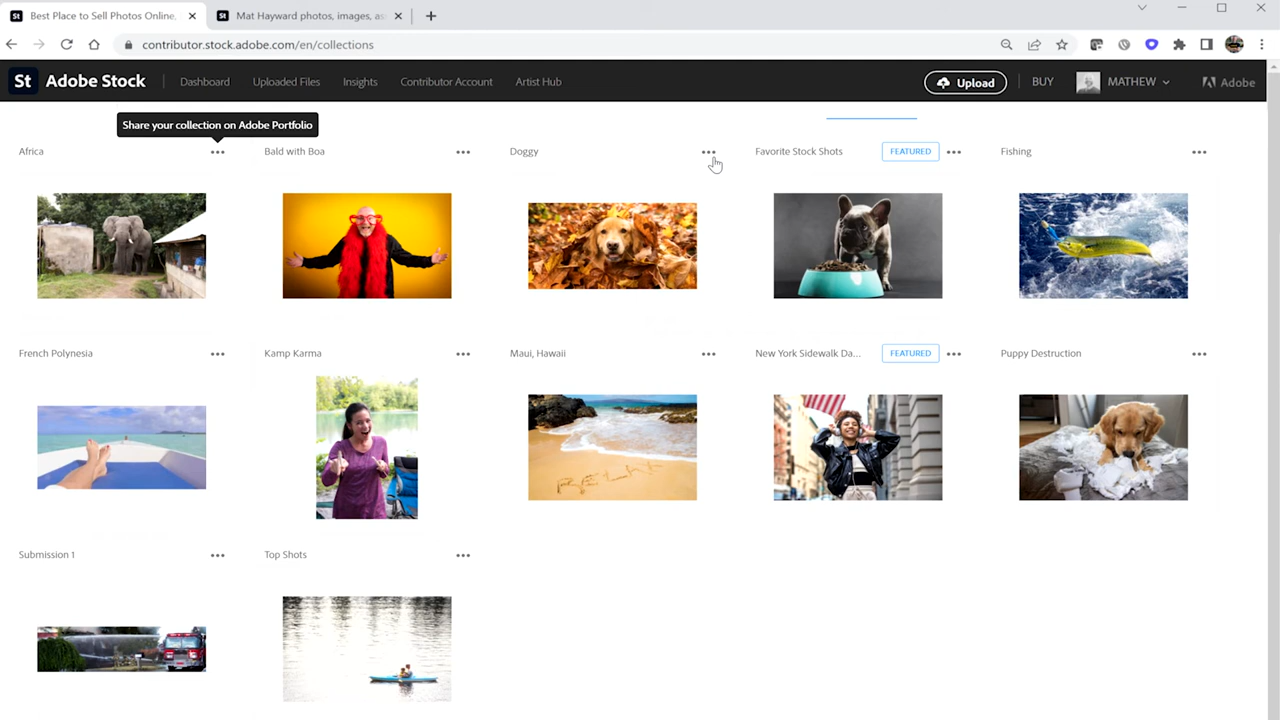 St Best Place to Sell Photos Online.
St Mat Hayward photos, images, as
contributor.stock.adobe.com/en/collections
St Adobe Stock Dashboard Uploaded Files Insights Contributor Account Artist Hub Upload BUY MATHEW Adobe
Share your collection on Adobe Portfolio
Africa Bald with Boa Doggy Favorite Stock Shots FEATURED Fishing
French Polynesia Kamp Karma Maui, Hawaii New York Sidewalk Da... FEATURED Puppy Destruction
RELAX
Submission 1 Top Shots